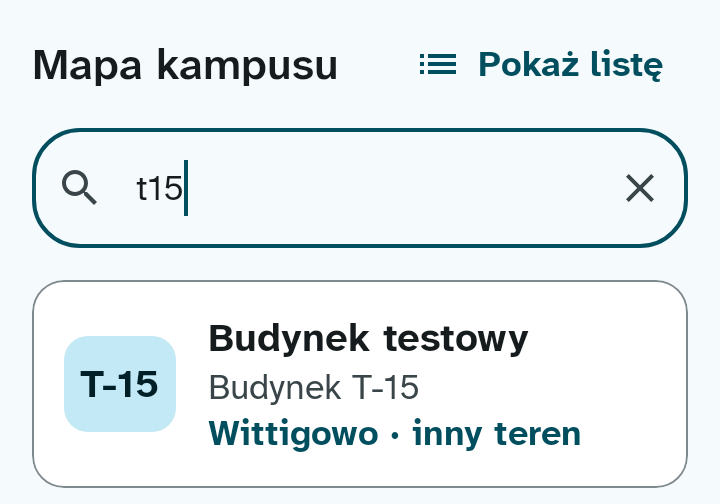 Mapa kampusu
Pokaż listę
t15
T-15
Budynek testowy
Budynek T-15
Wittigowo · inny teren